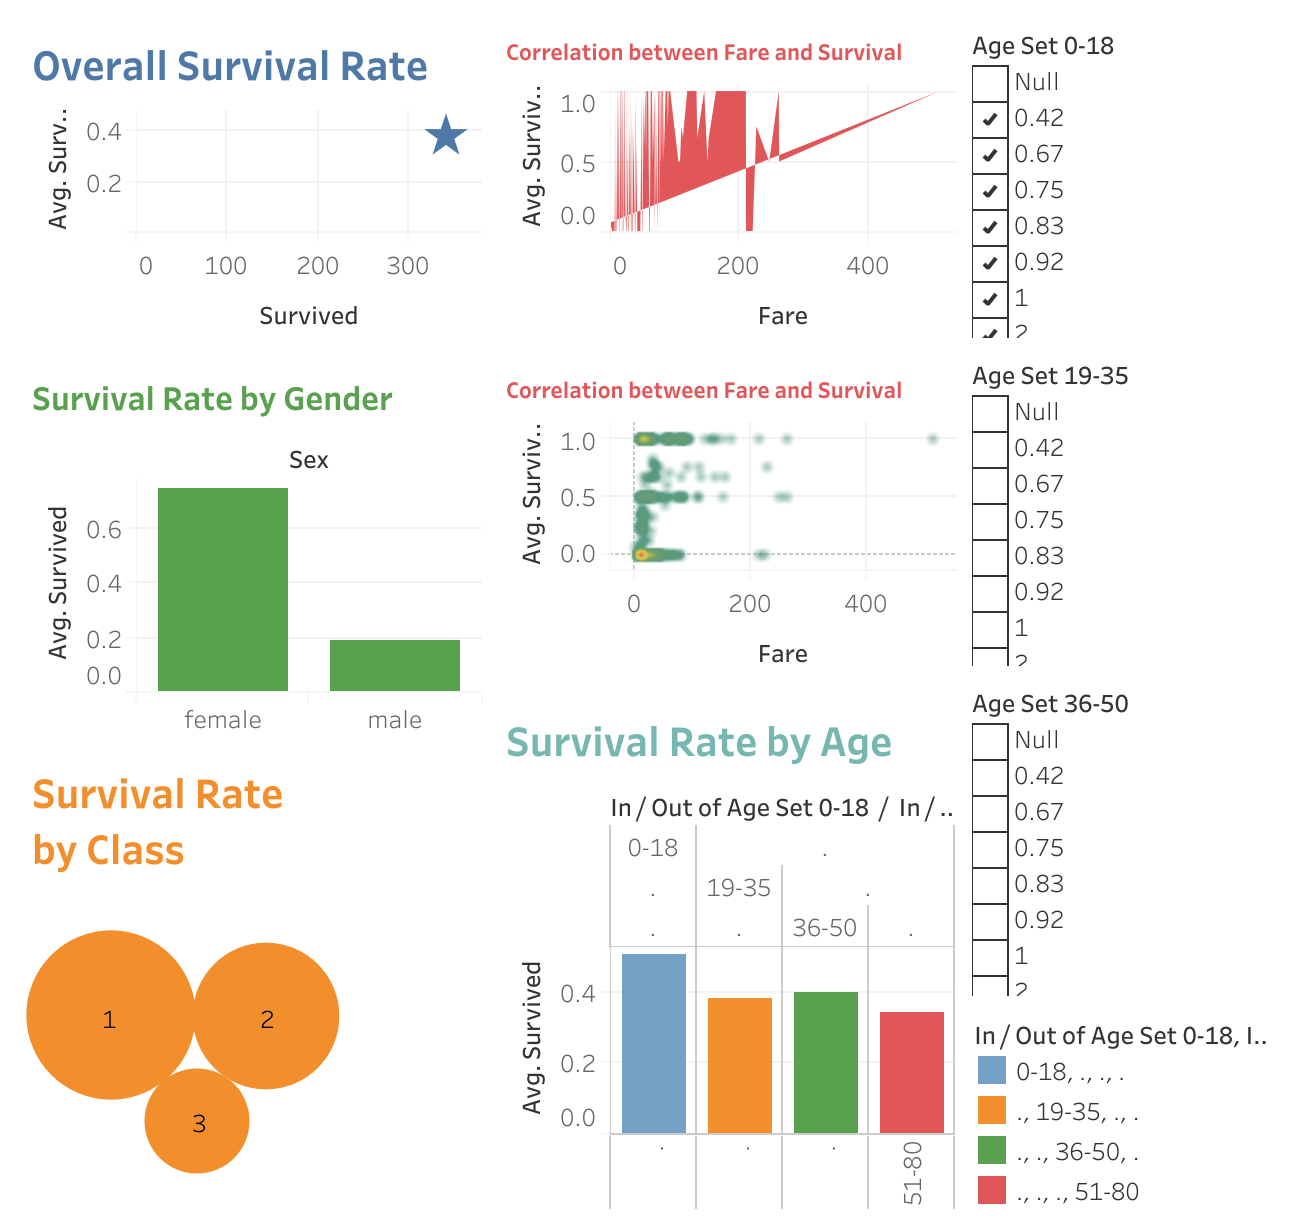 Overall Survival Rate
Avg. Surv..
0.4
0.2
0 100 200 300
Survived
Correlation between Fare and Survival
Avg. Surviv..
1.0
0.5
0.0
0 200 400
Fare
Age Set 0-18
Null
0.42
0.67
0.75
0.83
0.92
1
2
Survival Rate by Gender
Sex
Avg. Survived
0.6
0.4
0.2
0.0
female male
Correlation between Fare and Survival
Avg. Surviv..
1.0
0.5
0.0
0 200 400
Fare
Age Set 19-35
Null
0.42
0.67
0.75
0.83
0.92
1
2
Survival Rate
by Class
1 2
3
Survival Rate by Age
In / Out of Age Set 0-18 / In / ..
0-18 .
. 19-35 .
. . 36-50 .
Avg. Survived
0.4
0.2
0.0
. . . 51-80
Age Set 36-50
Null
0.42
0.67
0.75
0.83
0.92
1
2
In / Out of Age Set 0-18, I..
0-18, ., ., .
., 19-35, ., .
., ., 36-50, .
., ., ., 51-80